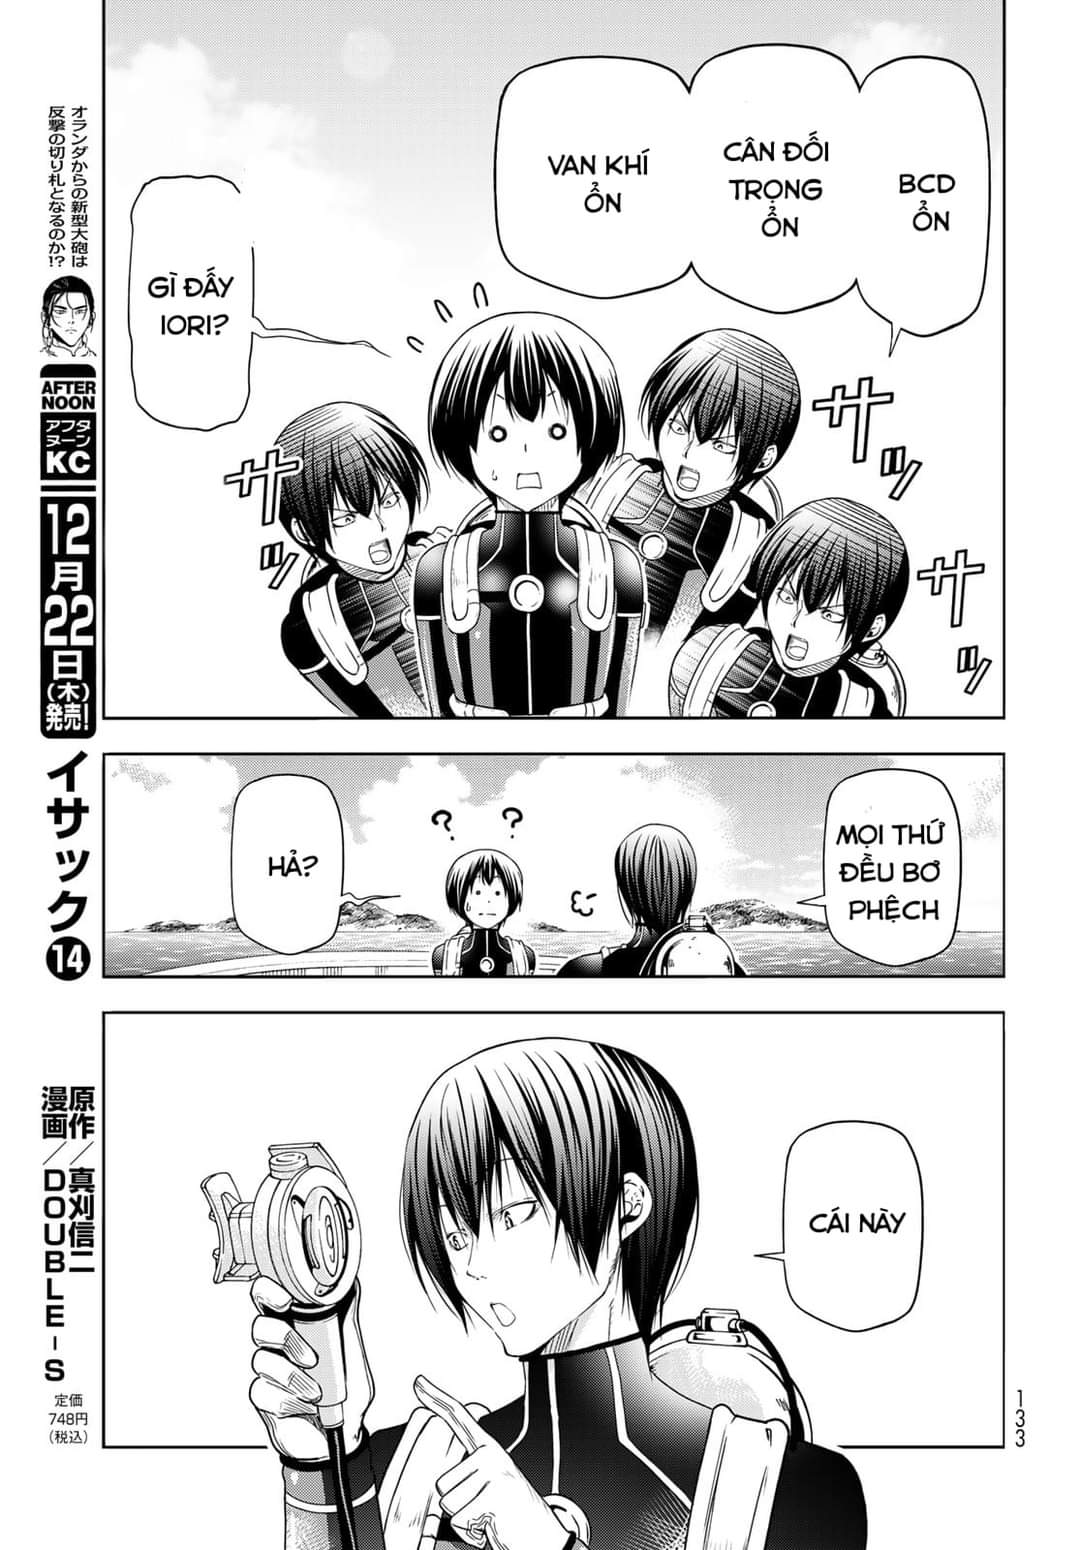 BCD
ỔN
CÂN ĐỐI
TRỌNG
ỔN
VAN KHÍ
ỔN
GÌ ĐẤY
IORI?
サッ
サッ
サッ
MỌI THỨ
ĐỀU BƠ
PHỆCH
HẢ?
? ?
CÁI NÀY
オランダからの新型大砲は
反撃の切り札となるのか!?
AFTER
NOON
アフタ
ヌーン
KC
12月22日(木)発売!
イサック⑭
原作/真刈信二
漫画/DOUBLE-S
定価
748円
(税込)
133